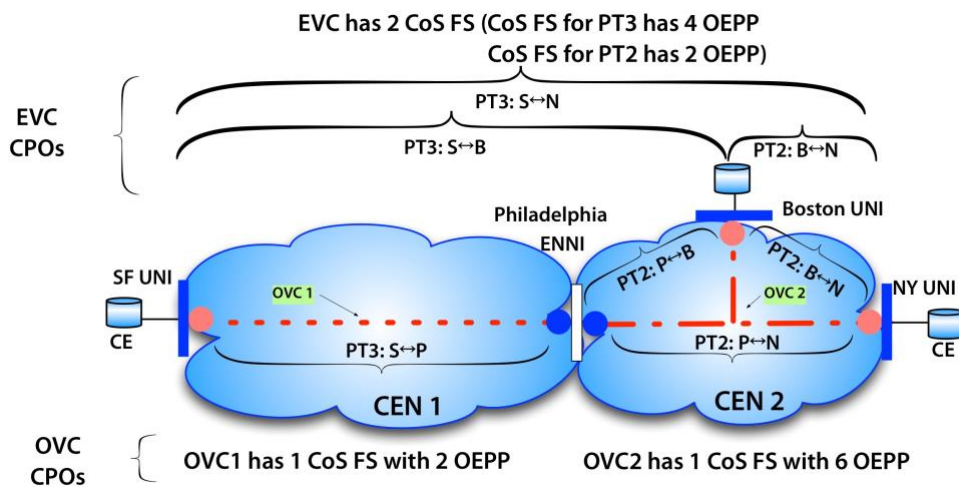 EVC has 2 CoS FS (CoS FS for PT3 has 4 OEPP
CoS FS for PT2 has 2 OEPP)
EVC
CPOs
PT3: S↔N
PT3: S↔B
PT2: B↔N
Philadelphia
ENNI
Boston UNI
SF UNI
NY UNI
PT2: P↔B
PT2: B↔N
OVC 1
OVC 2
CE
CE
PT3: S↔P
PT2: P↔N
CEN 1
CEN 2
OVC
CPOs
OVC1 has 1 CoS FS with 2 OEPP
OVC2 has 1 CoS FS with 6 OEPP